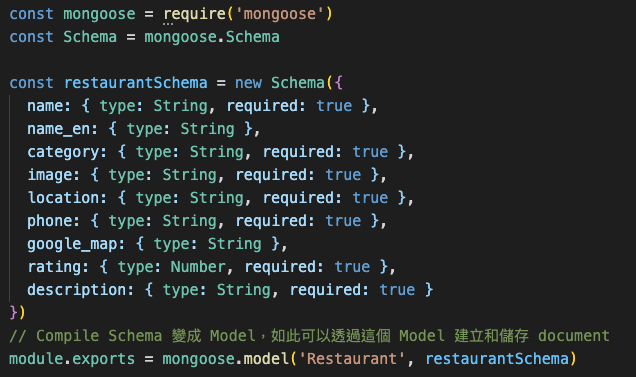 const mongoose = require('mongoose')
const Schema = mongoose.Schema

const restaurantSchema = new Schema({
  name: { type: String, required: true },
  name_en: { type: String },
  category: { type: String, required: true },
  image: { type: String, required: true },
  location: { type: String, required: true },
  phone: { type: String, required: true },
  google_map: { type: String },
  rating: { type: Number, required: true },
  description: { type: String, required: true }
})
// Compile Schema 變成 Model，如此可以透過這個 Model 建立和儲存 document
module.exports = mongoose.model('Restaurant', restaurantSchema)